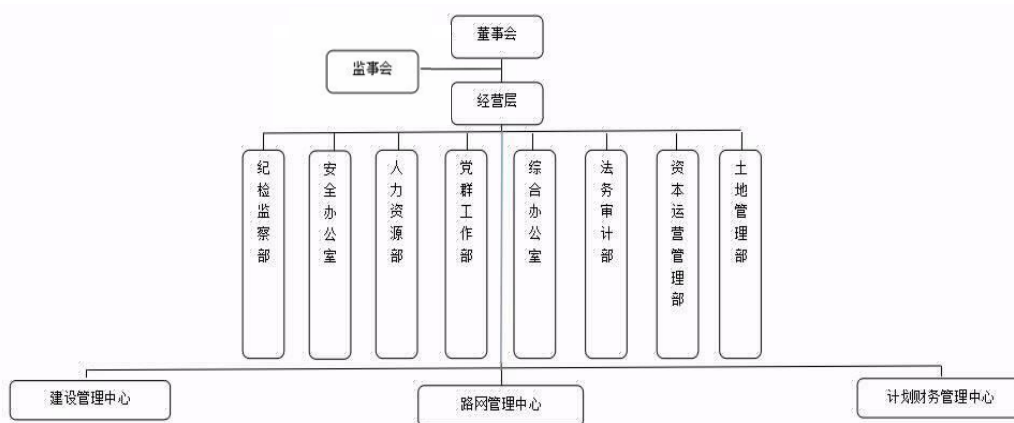 董事会
监事会
经营层
纪检监察部
安全办公室
人力资源部
党群工作部
综合办公室
法务审计部
资本运营管理部
土地管理部
建设管理中心
路网管理中心
计划财务管理中心